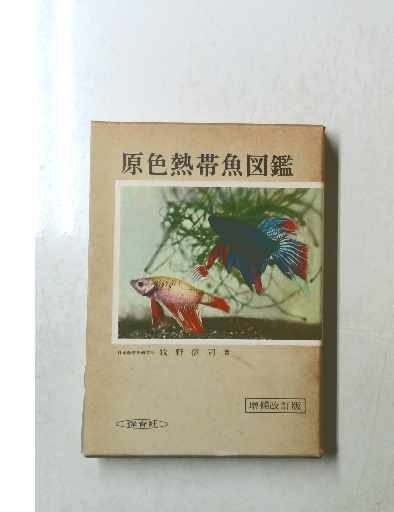 原色熱帯魚図鑑
牧野信司 著
増補改訂版
保育社